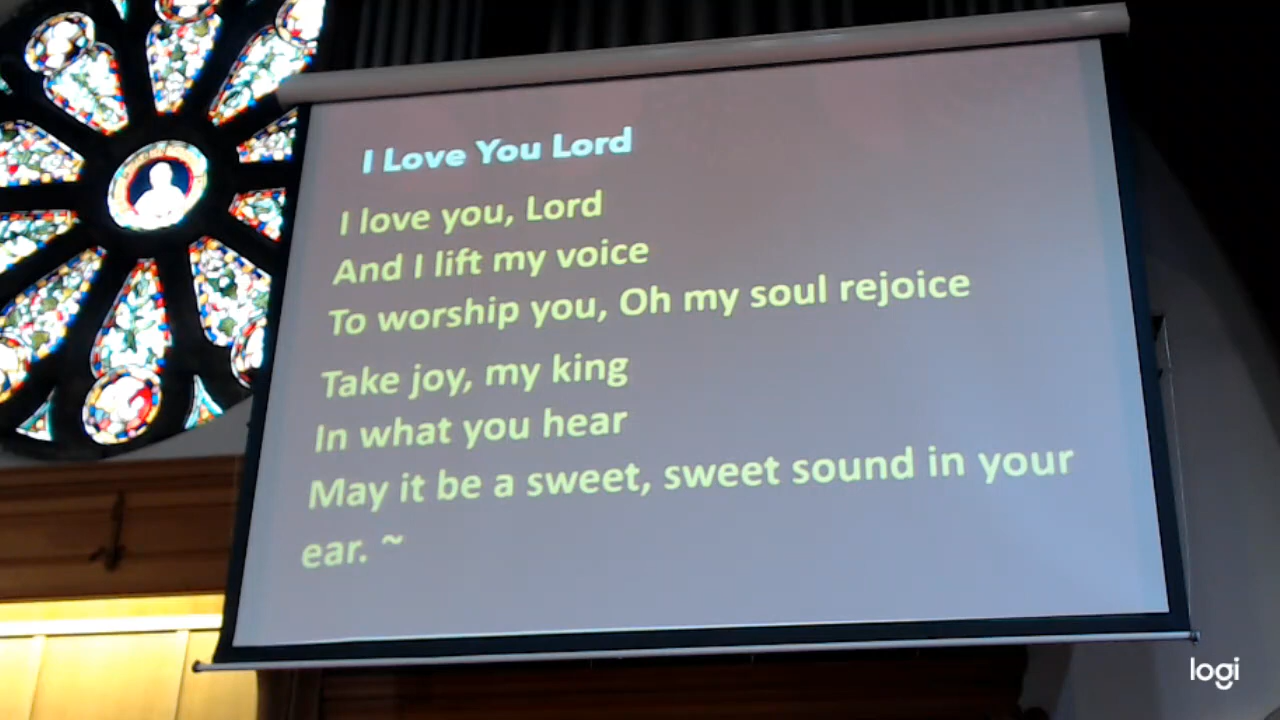 I Love You Lord
I love you, Lord
And I lift my voice
To worship you, Oh my soul rejoice
Take joy, my king
In what you hear
May it be a sweet, sweet sound in your
ear. ~
logi